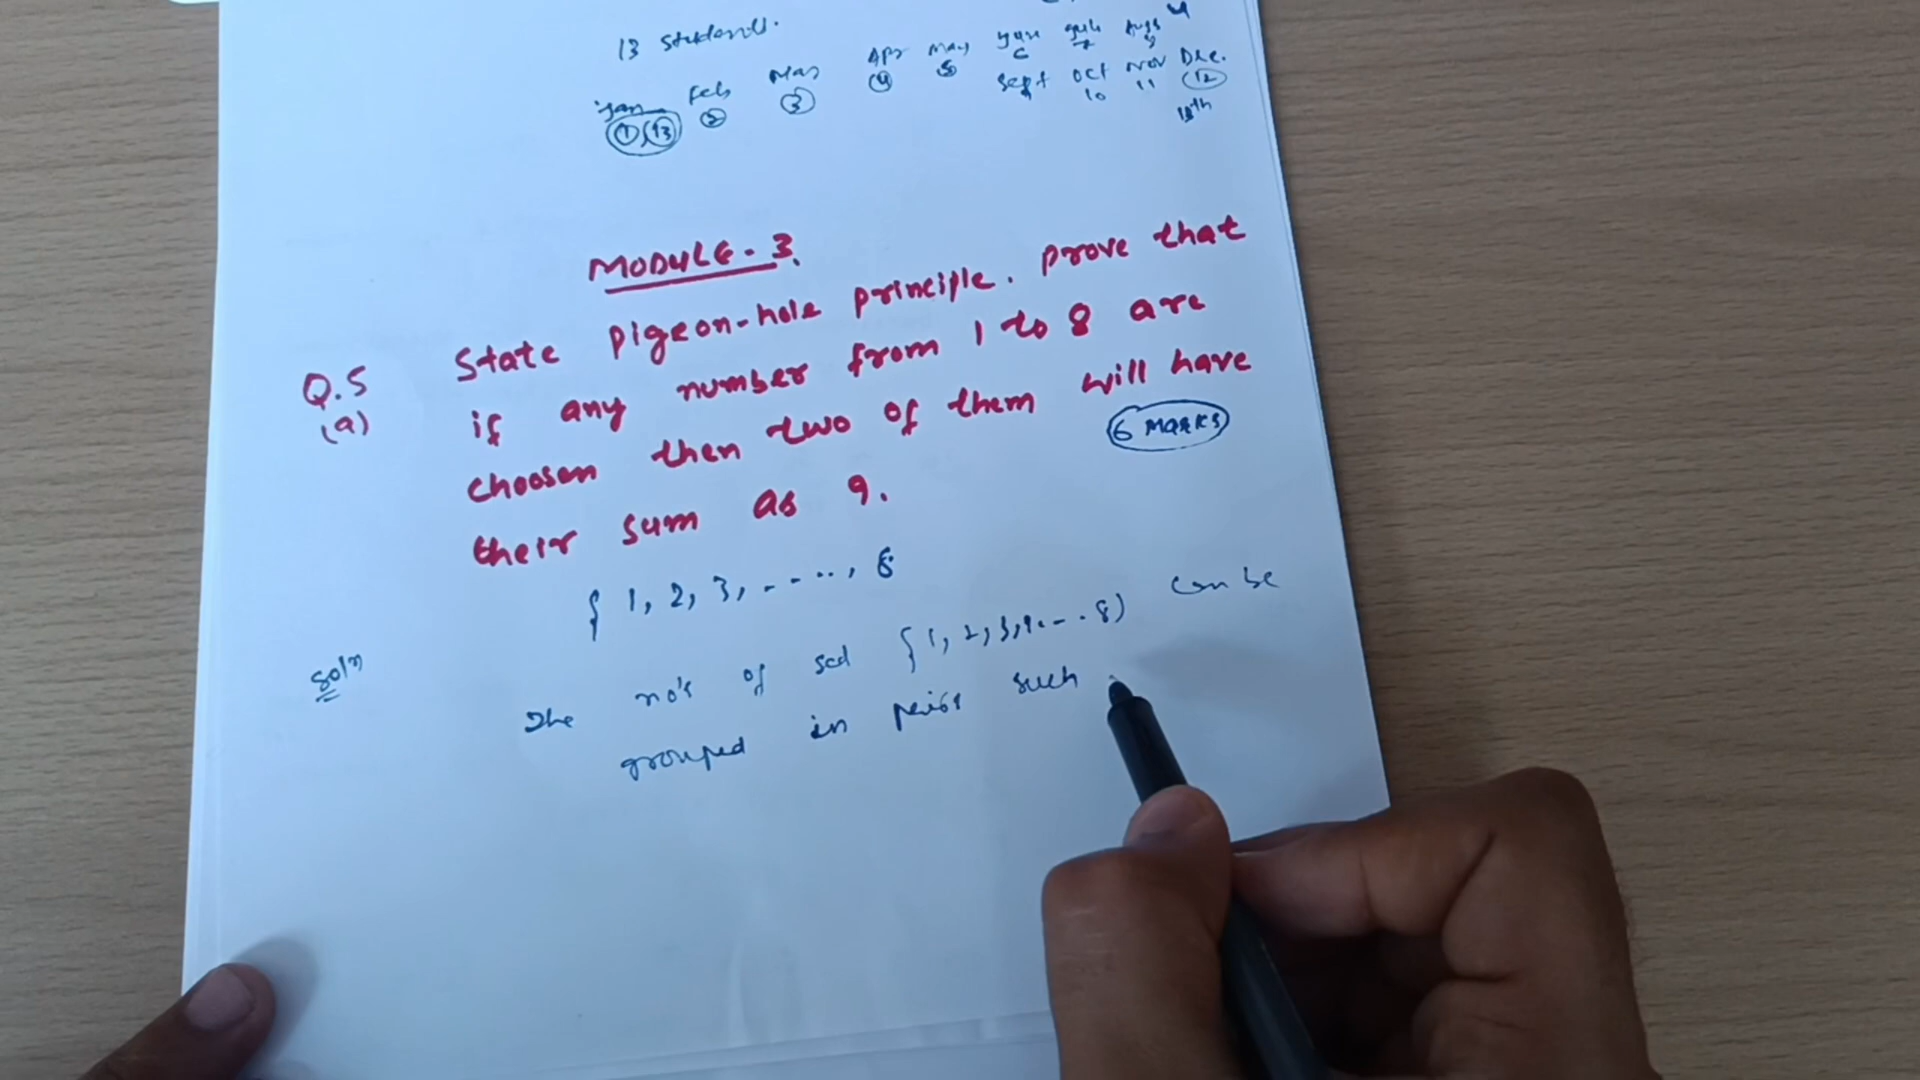 13 students.
Jan Feb Mar Apr May June July Aug
1, 13 2 3 4 5 6 7
Sept Oct Nov Dec.
9 10 11 12
13th
MODULE-3.
Q.5 State pigeon-hole principle. prove that
(a) if any number from 1 to 8 are
choosen then two of them will have
their sum as 9. 6 MARKS
{ 1, 2, 3, ....., 8
soln
The no's of set {1, 2, 3, 4 ... 8} can be
grouped in pairs such